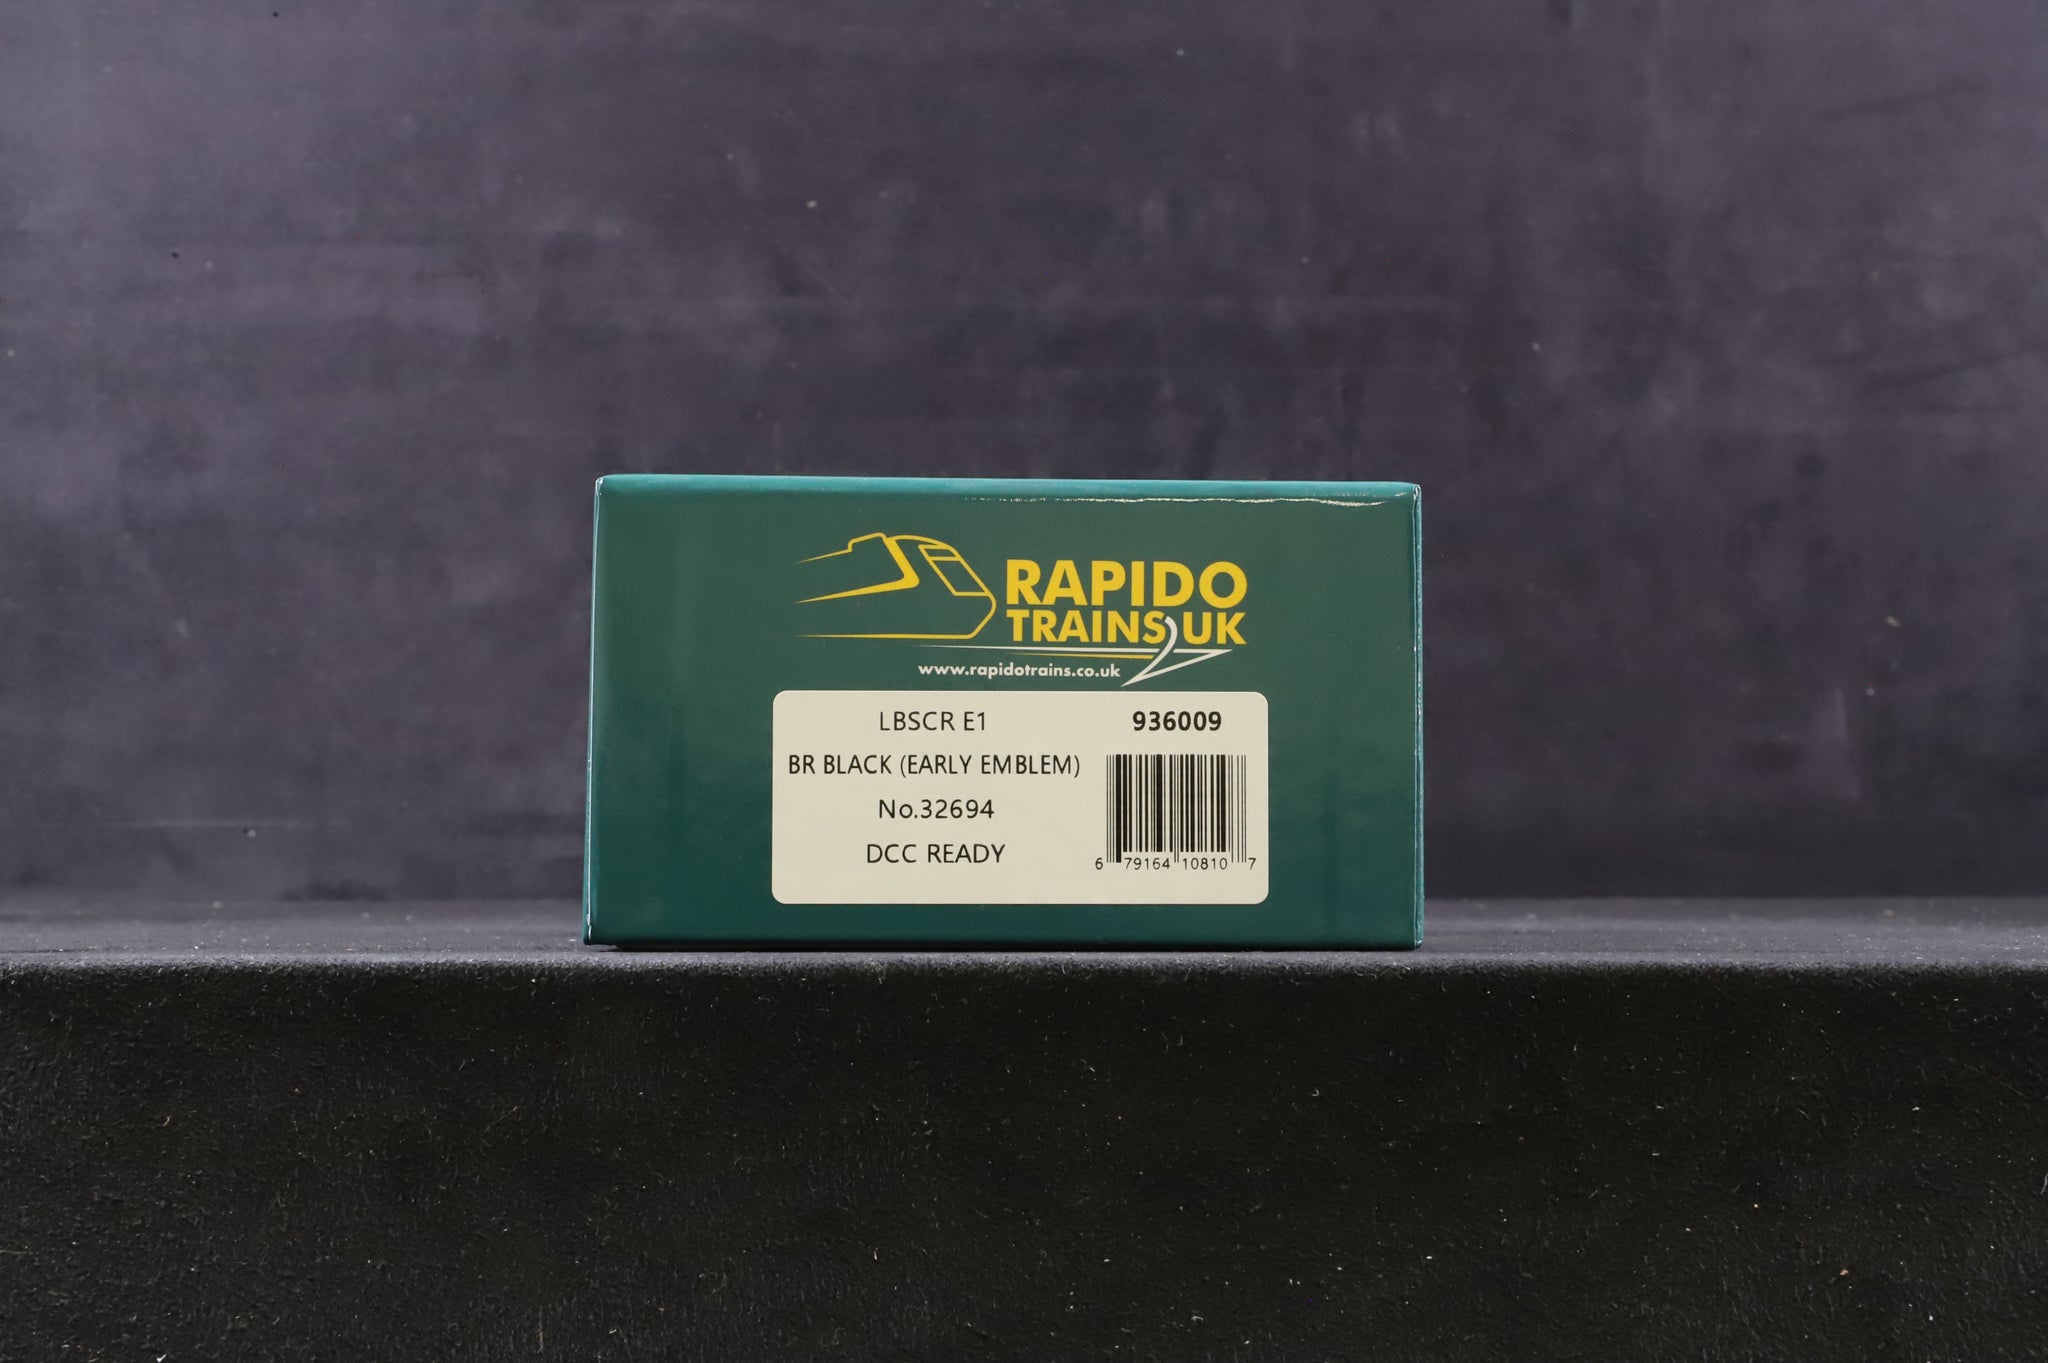 RAPIDO
TRAINS UK
www.rapidotrains.co.uk
LBSCR E1
936009
BR BLACK (EARLY EMBLEM)
No.32694
DCC READY
6 79164 10810 7